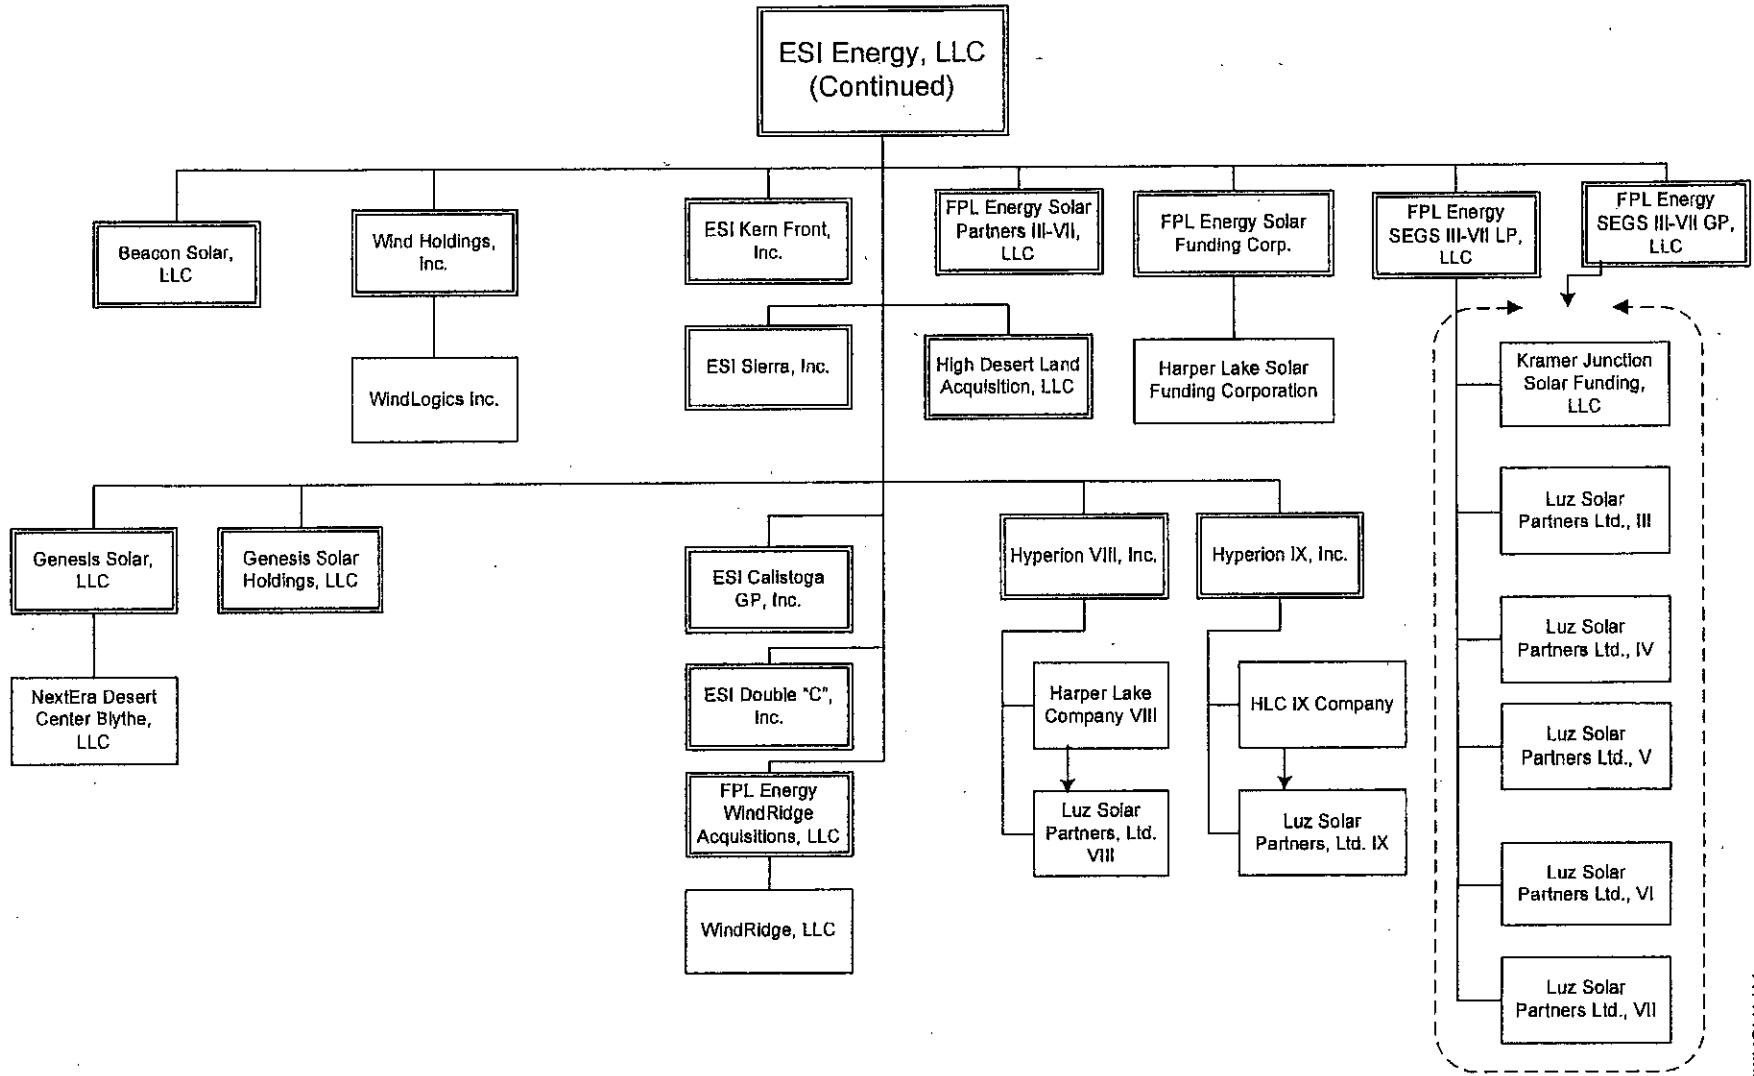 ESI Energy, LLC
(Continued)
Beacon Solar,
LLC
Wind Holdings,
Inc.
ESI Kern Front,
Inc.
FPL Energy Solar
Partners III-VII,
LLC
FPL Energy Solar
Funding Corp.
FPL Energy
SEGS III-VII LP,
LLC
FPL Energy
SEGS III-VII GP,
LLC
WindLogics Inc.
ESI Sierra, Inc.
High Desert Land
Acquisition, LLC
Harper Lake Solar
Funding Corporation
Kramer Junction
Solar Funding,
LLC
Luz Solar
Partners Ltd., III
Luz Solar
Partners Ltd., IV
Luz Solar
Partners Ltd., V
Luz Solar
Partners Ltd., VI
Luz Solar
Partners Ltd., VII
Genesis Solar,
LLC
Genesis Solar
Holdings, LLC
ESI Calistoga
GP, Inc.
Hyperion VIII, Inc.
Hyperion IX, Inc.
NextEra Desert
Center Blythe,
LLC
ESI Double "C",
Inc.
Harper Lake
Company VIII
HLC IX Company
FPL Energy
WindRidge
Acquisitions, LLC
Luz Solar
Partners, Ltd.
VIII
Luz Solar
Partners, Ltd. IX
WindRidge, LLC